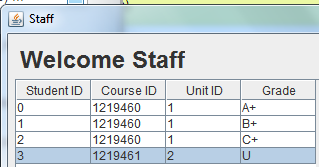 Staff
Welcome Staff
Student ID Course ID Unit ID Grade
0 1219460 1 A+
1 1219460 1 B+
2 1219460 1 C+
3 1219461 2 U